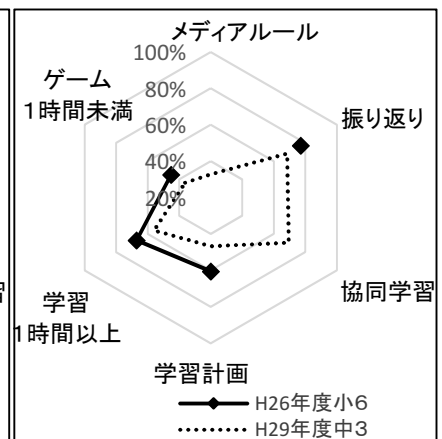 メディアルール
100%
80%
60%
40%
20%
ゲーム
1時間未満
振り返り
習
学習
1時間以上
協同学習
学習計画
H26年度小6
H29年度中3